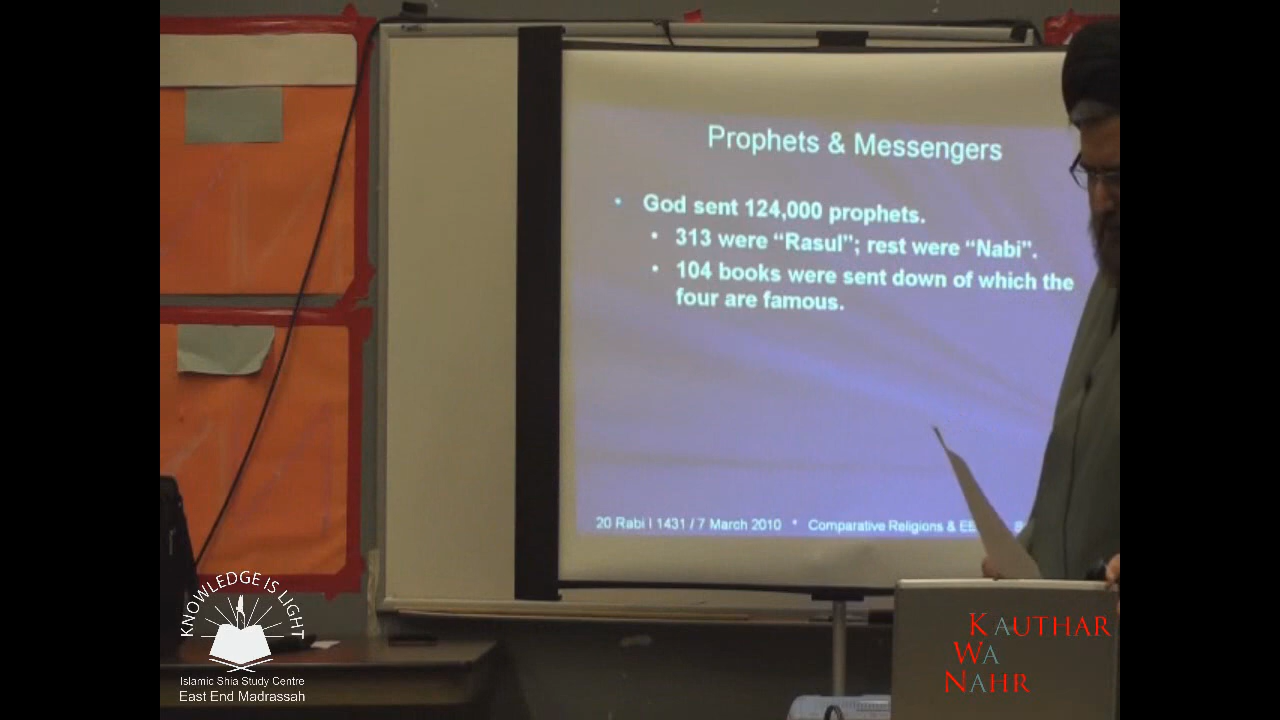 Prophets & Messengers
• God sent 124,000 prophets.
• 313 were “Rasul”; rest were “Nabi”.
• 104 books were sent down of which the
four are famous.
20 Rabi I 1431 / 7 March 2010 * Comparative Religions &
KNOWLEDGE IS LIGHT
Islamic Shia Study Centre
East End Madrassah
KAUTHAR
WA
NAHR